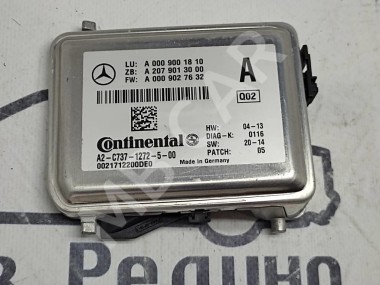 LU: A 000 900 18 10
ZB: A 207 901 30 00
FW: A 000 902 76 32
A
Q02
Continental
A2-C737-1272-5-00
0021712200DE0
HW: 04-13
DIAG-K: 0116
SW: 20-14
PATCH: 05
Made in Germany
в. Редино